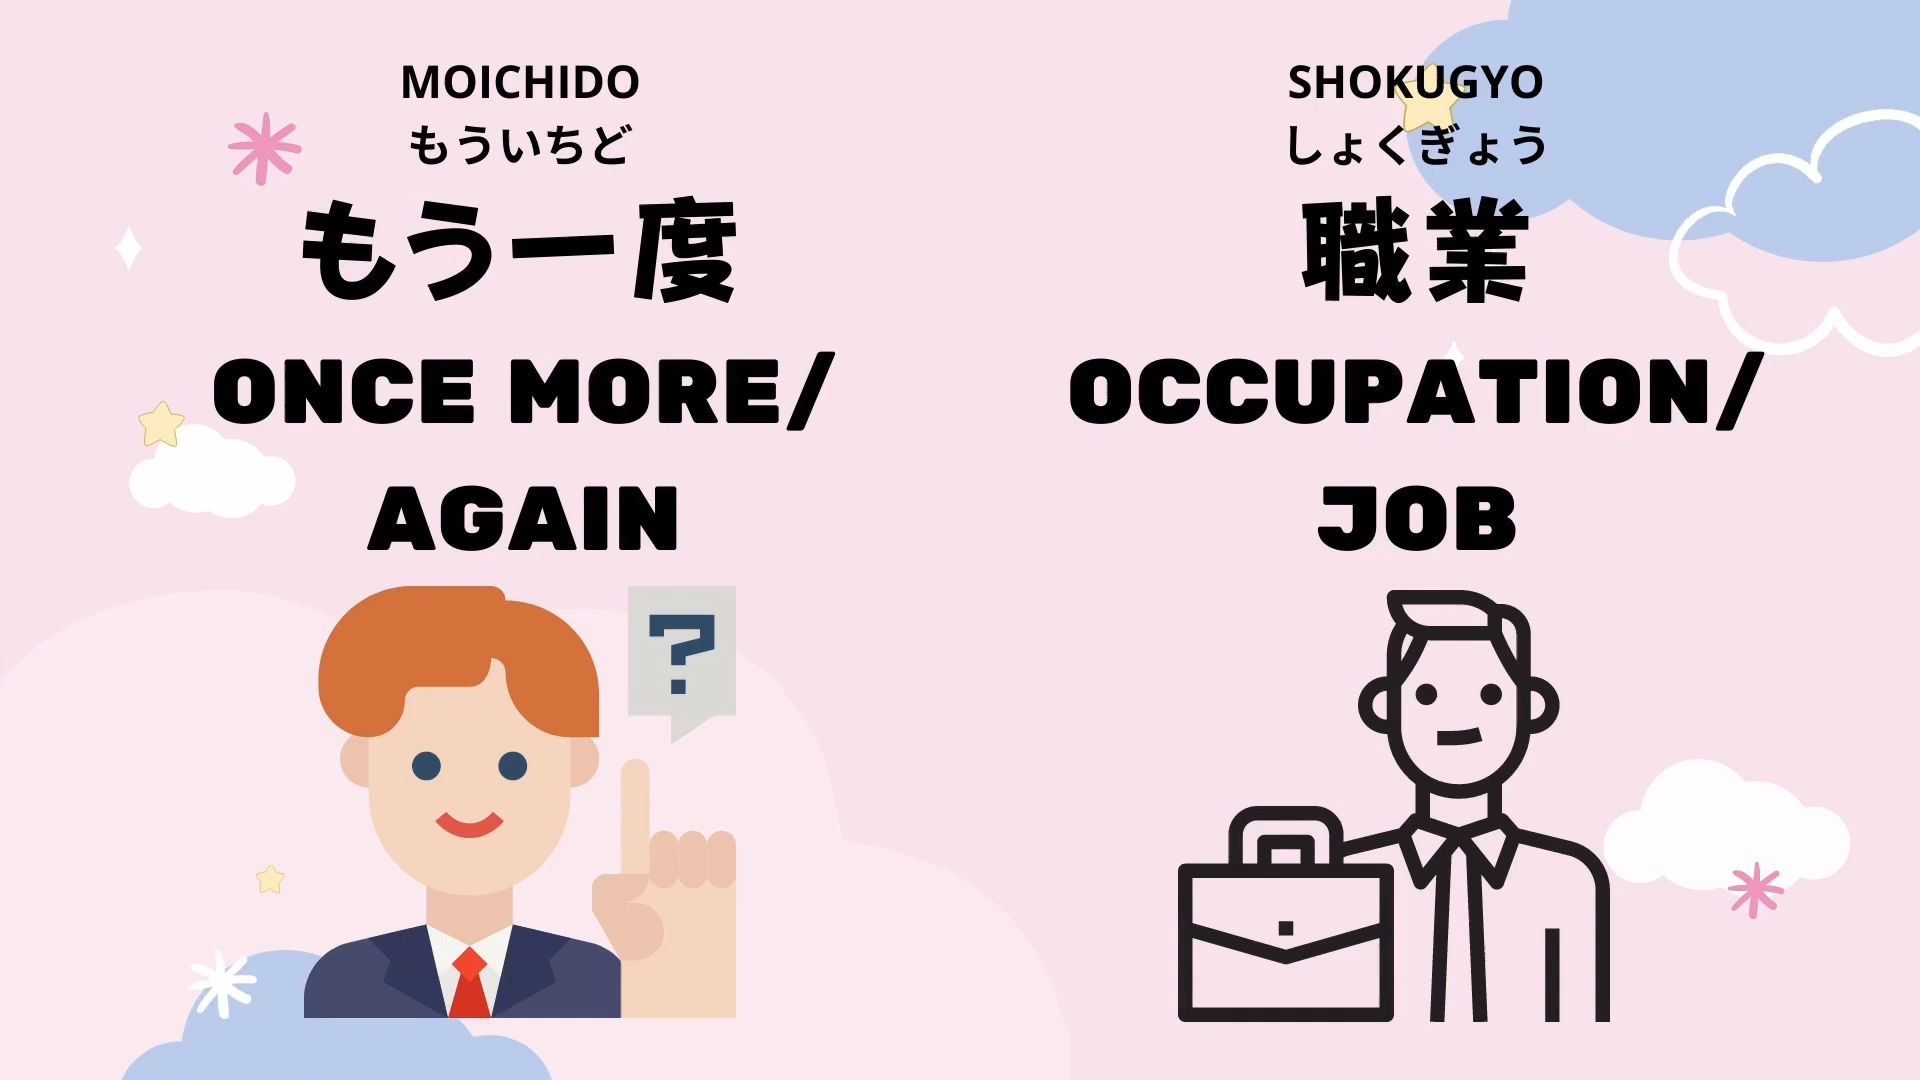 MOICHIDO
もういちど
もう一度
ONCE MORE/
AGAIN
?
SHOKUGYO
しょくぎょう
職業
OCCUPATION/
JOB